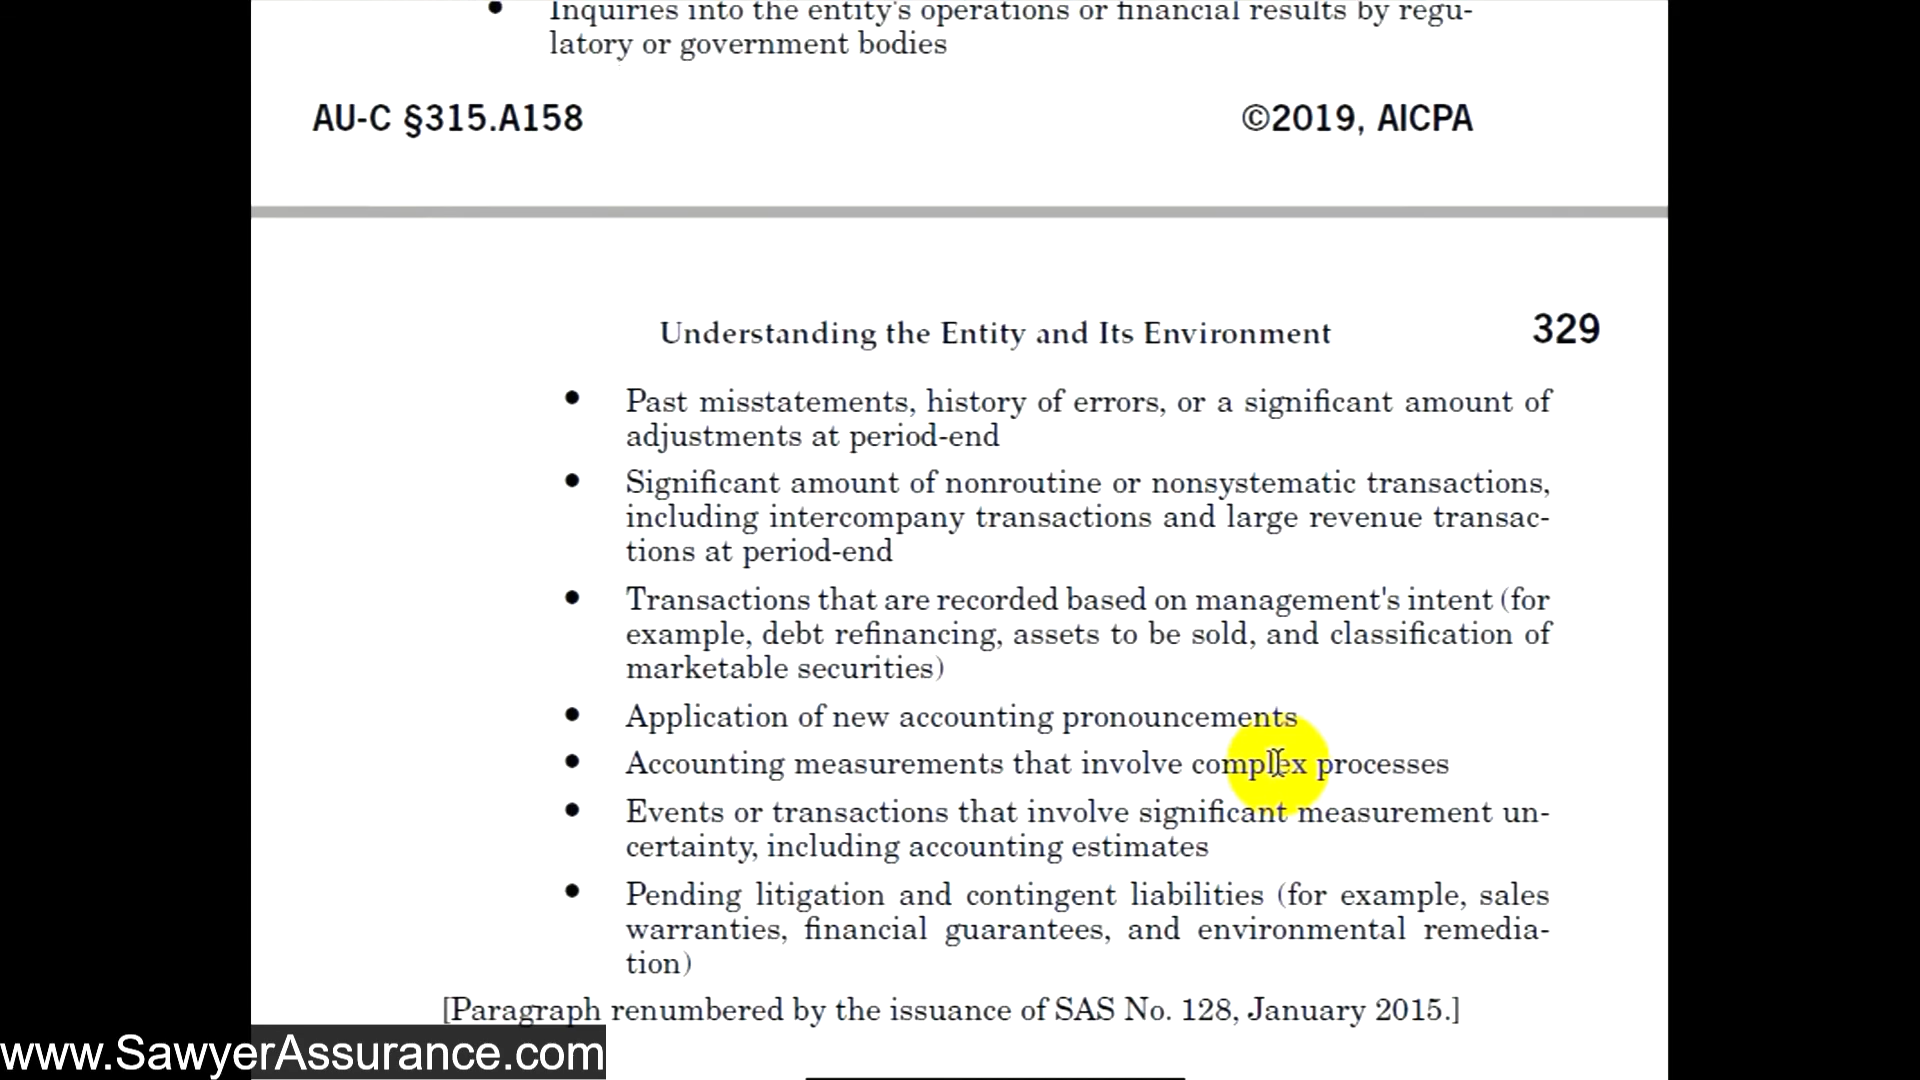 • Inquiries into the entity's operations or financial results by regu-
latory or government bodies
AU-C §315.A158 ©2019, AICPA
Understanding the Entity and Its Environment 329
• Past misstatements, history of errors, or a significant amount of
adjustments at period-end
• Significant amount of nonroutine or nonsystematic transactions,
including intercompany transactions and large revenue transac-
tions at period-end
• Transactions that are recorded based on management's intent (for
example, debt refinancing, assets to be sold, and classification of
marketable securities)
• Application of new accounting pronouncements
• Accounting measurements that involve complex processes
• Events or transactions that involve significant measurement un-
certainty, including accounting estimates
• Pending litigation and contingent liabilities (for example, sales
warranties, financial guarantees, and environmental remedia-
tion)
[Paragraph renumbered by the issuance of SAS No. 128, January 2015.]
www.SawyerAssurance.com